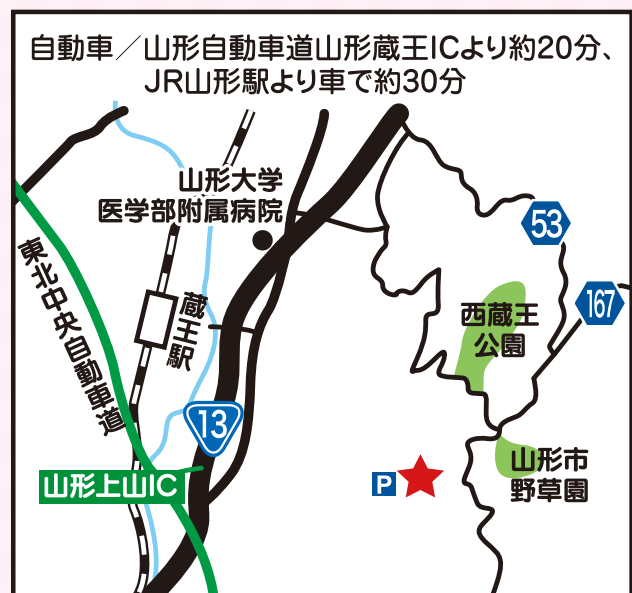 自動車／山形自動車道山形蔵王ICより約20分、
JR山形駅より車で約30分
山形大学
医学部附属病院
53
東北中央自動車道
蔵王駅
167
西蔵王
公園
13
山形上山IC
P
山形市
野草園